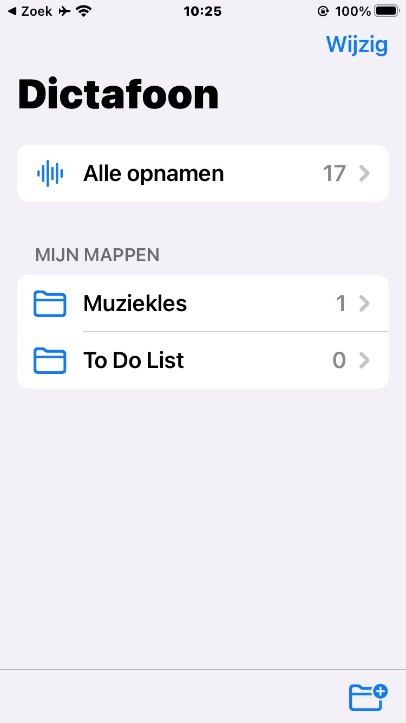 Zoek 10:25 100%
Wijzig
Dictafoon
Alle opnamen 17
MIJN MAPPEN
Muziekles 1
To Do List 0